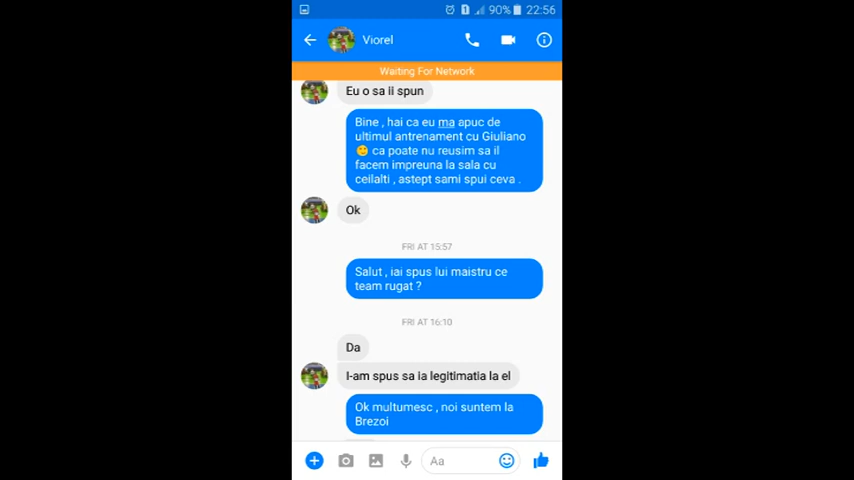 90% 22:56
Viorel
Waiting For Network
Eu o sa ii spun
Bine , hai ca eu ma apuc de
ultimul antrenament cu Giuliano
🙂 ca poate nu reusim sa il
facem impreuna la sala cu
ceilalti , astept sami spui ceva .
Ok
FRI AT 15:57
Salut , iai spus lui maistru ce
team rugat ?
FRI AT 16:10
Da
I-am spus sa ia legitimatia la el
Ok multumesc , noi suntem la
Brezoi
Aa